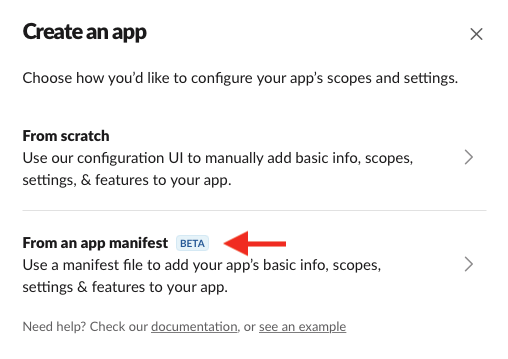 Create an app
Choose how you’d like to configure your app’s scopes and settings.
From scratch
Use our configuration UI to manually add basic info, scopes,
settings, & features to your app.
From an app manifest BETA
Use a manifest file to add your app’s basic info, scopes,
settings & features to your app.
Need help? Check our documentation, or see an example